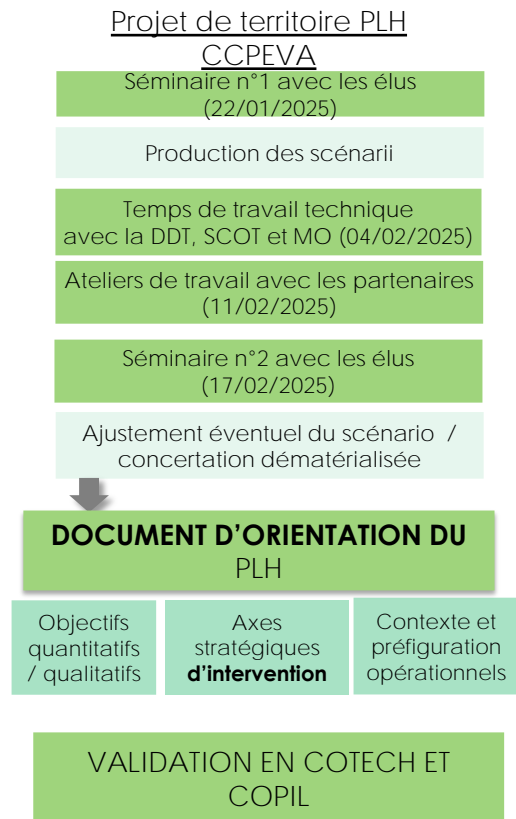 Projet de territoire PLH
CCPEVA
Séminaire n°1 avec les élus
(22/01/2025)
Production des scénarii
Temps de travail technique
avec la DDT, SCOT et MO (04/02/2025)
Ateliers de travail avec les partenaires
(11/02/2025)
Séminaire n°2 avec les élus
(17/02/2025)
Ajustement éventuel du scénario /
concertation dématérialisée
DOCUMENT D’ORIENTATION DU
PLH
Objectifs
quantitatifs
/ qualitatifs
Axes
stratégiques
d’intervention
Contexte et
préfiguration
opérationnels
VALIDATION EN COTECH ET
COPIL